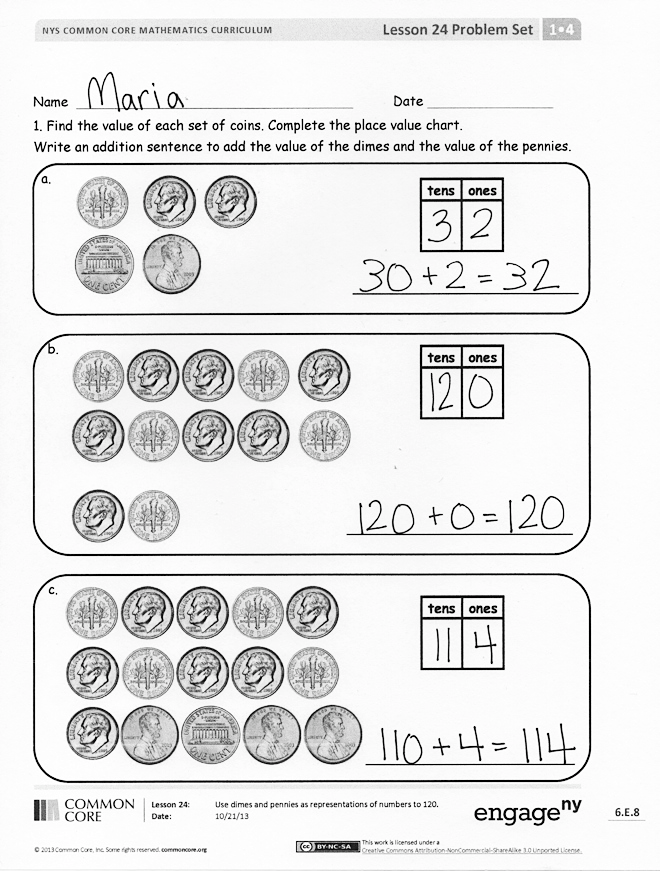 NYS COMMON CORE MATHEMATICS CURRICULUM
Lesson 24 Problem Set 1•4
Name Maria Date
1. Find the value of each set of coins. Complete the place value chart.
Write an addition sentence to add the value of the dimes and the value of the pennies.
a.
tens ones
3 2
30 + 2 = 32
b.
tens ones
12 0
120 + 0 = 120
c.
tens ones
11 4
110 + 4 = 114
COMMON CORE
Lesson 24: Use dimes and pennies as representations of numbers to 120.
Date: 10/21/13
engage ny
6.E.8
© 2013 Common Core, Inc. Some rights reserved. commoncore.org
CC BY-NC-SA
This work is licensed under a
Creative Commons Attribution-NonCommercial-ShareAlike 3.0 Unported License.